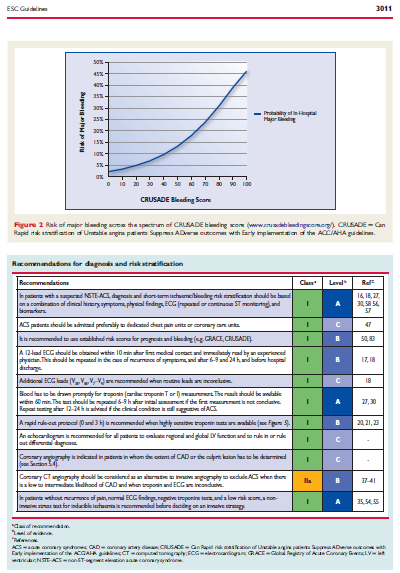 ESC Guidelines
3011
50%
45%
40%
35%
30%
25%
20%
15%
10%
5%
0%
Risk of Major Bleeding
0 10 20 30 40 50 60 70 80 90 100
CRUSADE Bleeding Score
Probability of In-Hospital
Major Bleeding
Figure 2 Risk of major bleeding across the spectrum of CRUSADE bleeding score (www.crusadebleedingscore.org/). CRUSADE = Can
Rapid risk stratification of Unstable angina patients Suppress ADverse outcomes with Early implementation of the ACC/AHA guidelines.
Recommendations for diagnosis and risk stratification
Recommendations Class a Level b Ref c
In patients with a suspected NSTE-ACS, diagnosis and short-term ischaemic/bleeding risk stratification should be based
on a combination of clinical history, symptoms, physical findings, ECG (repeated or continuous ST monitoring), and
biomarkers.
I A 16, 18, 27,
30, 58, 56,
57
ACS patients should be admitted preferably to dedicated chest pain units or coronary care units. I C 47
It is recommended to use established risk scores for prognosis and bleeding (e.g. GRACE, CRUSADE). I B 50, 83
A 12-lead ECG should be obtained within 10 min after first medical contact and immediately read by an experienced
physician. This should be repeated in the case of recurrence of symptoms, and after 6–9 and 24 h, and before hospital
discharge.
I B 17, 18
Additional ECG leads (V3R, V4R, V7–V9) are recommended when routine leads are inconclusive. I C 18
Blood has to be drawn promptly for troponin (cardiac troponin T or I) measurement. The result should be available
within 60 min. The test should be repeated 6–9 h after initial assessment if the first measurement is not conclusive.
Repeat testing after 12–24 h is advised if the clinical condition is still suggestive of ACS.
I A 27, 30
A rapid rule-out protocol (0 and 3 h) is recommended when highly sensitive troponin tests are available (see Figure 5). I B 20, 21, 23
An echocardiogram is recommended for all patients to evaluate regional and global LV function and to rule in or rule
out differential diagnoses.
I C -
Coronary angiography is indicated in patients in whom the extent of CAD or the culprit lesion has to be determined
(see Section 5.4).
I C -
Coronary CT angiography should be considered as an alternative to invasive angiography to exclude ACS when there
is a low to intermediate likelihood of CAD and when troponin and ECG are inconclusive.
IIa B 37–41
In patients without recurrence of pain, normal ECG findings, negative troponins tests, and a low risk score, a non-
invasive stress test for inducible ischaemia is recommended before deciding on an invasive strategy.
I A 35, 54, 55
a Class of recommendation.
b Level of evidence.
c References.
ACS = acute coronary syndromes; CAD = coronary artery disease; CRUSADE = Can Rapid risk stratification of Unstable angina patients Suppress ADverse outcomes with
Early implementation of the ACC/AHA guidelines; CT = computed tomography; ECG = electrocardiogram; GRACE = Global Registry of Acute Coronary Events; LV = left
ventricular; NSTE-ACS = non-ST-segment elevation acute coronary syndrome.